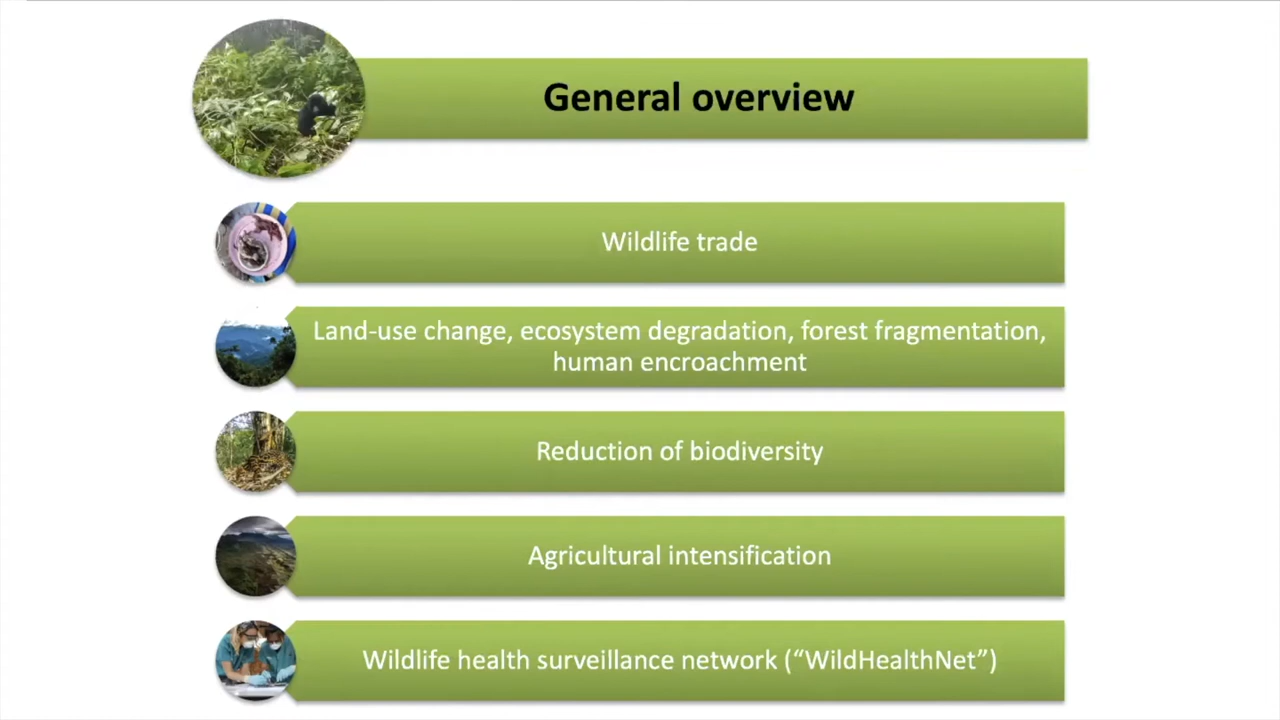 General overview
Wildlife trade
Land-use change, ecosystem degradation, forest fragmentation,
human encroachment
Reduction of biodiversity
Agricultural intensification
Wildlife health surveillance network (“WildHealthNet”)